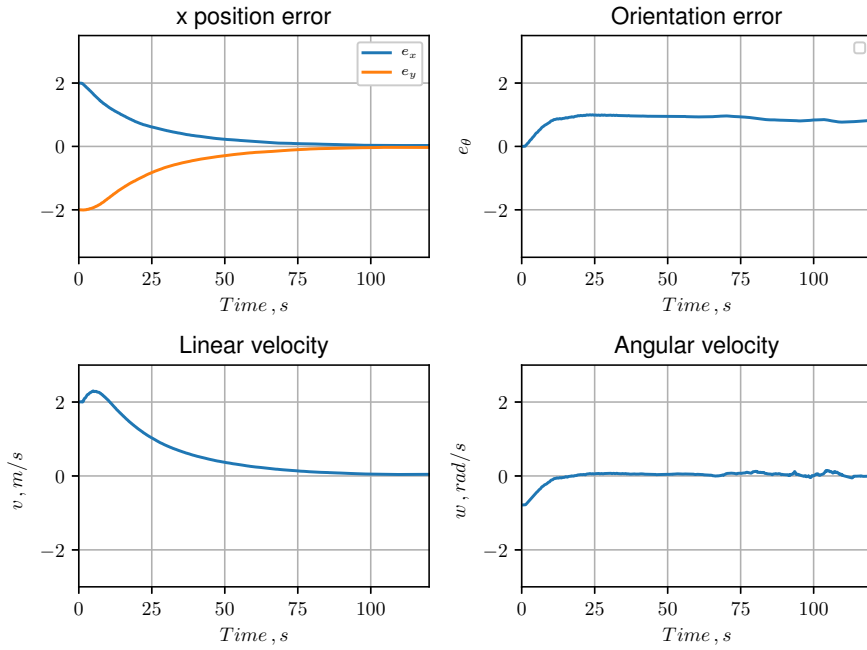 x position error
2
0
−2
0
25
50
75
100
Time , s
e_x
e_y
Orientation error
e_θ
2
0
−2
0
25
50
75
100
Time , s
Linear velocity
v , m/s
2
0
−2
0
25
50
75
100
Time , s
Angular velocity
w , rad/s
2
0
−2
0
25
50
75
100
Time , s